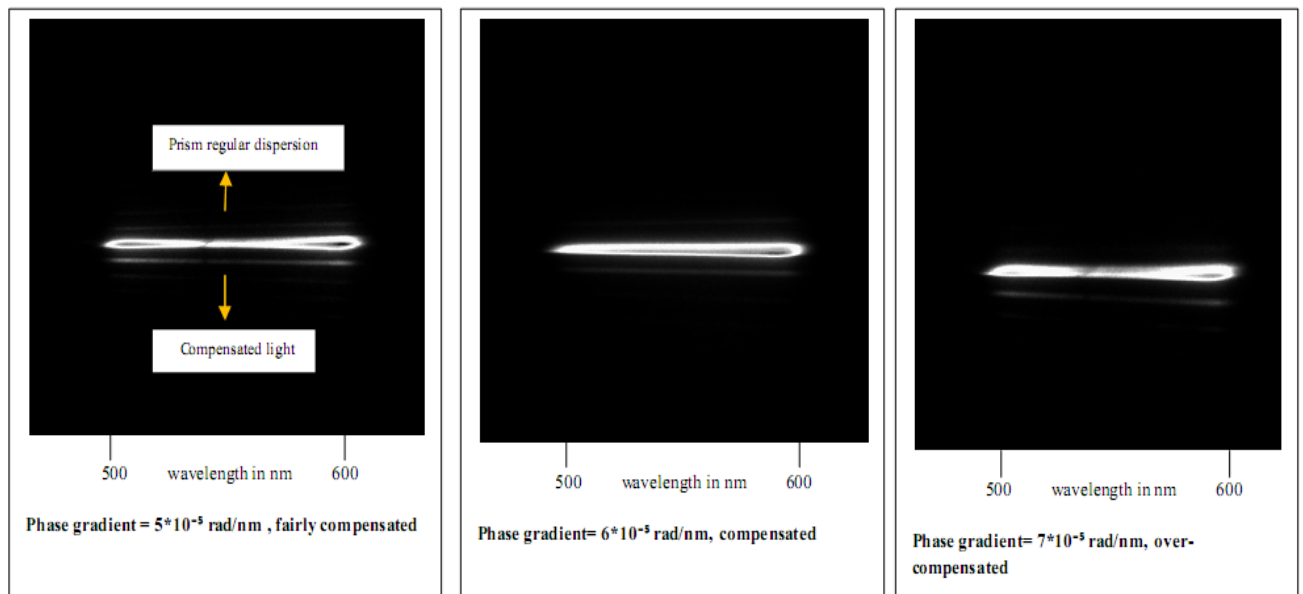 Prism regular dispersion
Compensated light
500 wavelength in nm 600
Phase gradient = 5*10⁻⁵ rad/nm , fairly compensated
500 wavelength in nm 600
Phase gradient= 6*10⁻⁵ rad/nm, compensated
500 wavelength in nm 600
Phase gradient= 7*10⁻⁵ rad/nm, over-
compensated